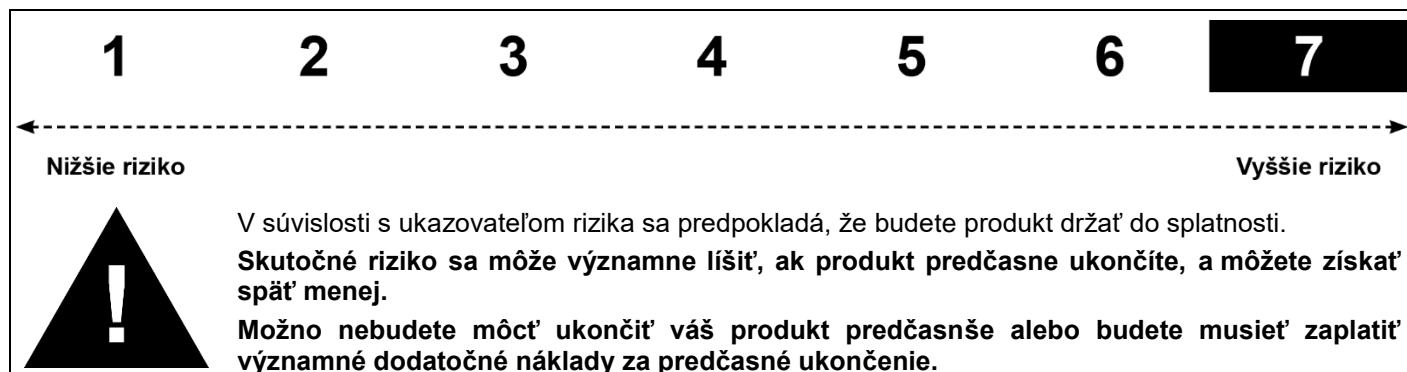 1 2 3 4 5 6 7
Nižšie riziko Vyššie riziko
V súvislosti s ukazovateľom rizika sa predpokladá, že budete produkt držať do splatnosti.
Skutočné riziko sa môže významne líšiť, ak produkt predčasne ukončíte, a môžete získať
späť menej.
Možno nebudete môcť ukončiť váš produkt predčasnše alebo budete musieť zaplatiť
významné dodatočné náklady za predčasné ukončenie.
!